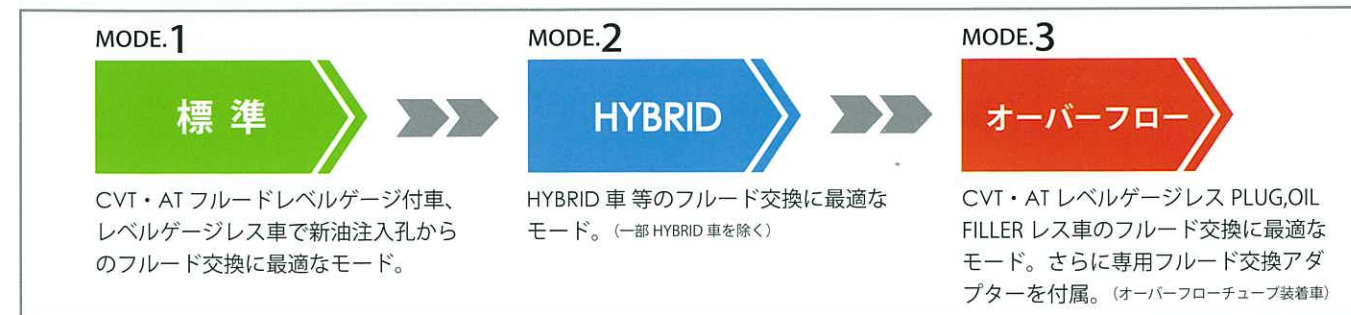 MODE.1
標準
CVT・AT フルードレベルゲージ付車、
レベルゲージレス車で新油注入孔から
のフルード交換に最適なモード。
MODE.2
HYBRID
HYBRID 車 等のフルード交換に最適な
モード。（一部 HYBRID 車を除く）
MODE.3
オーバーフロー
CVT・AT レベルゲージレス PLUG,OIL
FILLER レス車のフルード交換に最適な
モード。さらに専用フルード交換アダ
プターを付属。（オーバーフローチューブ装着車）